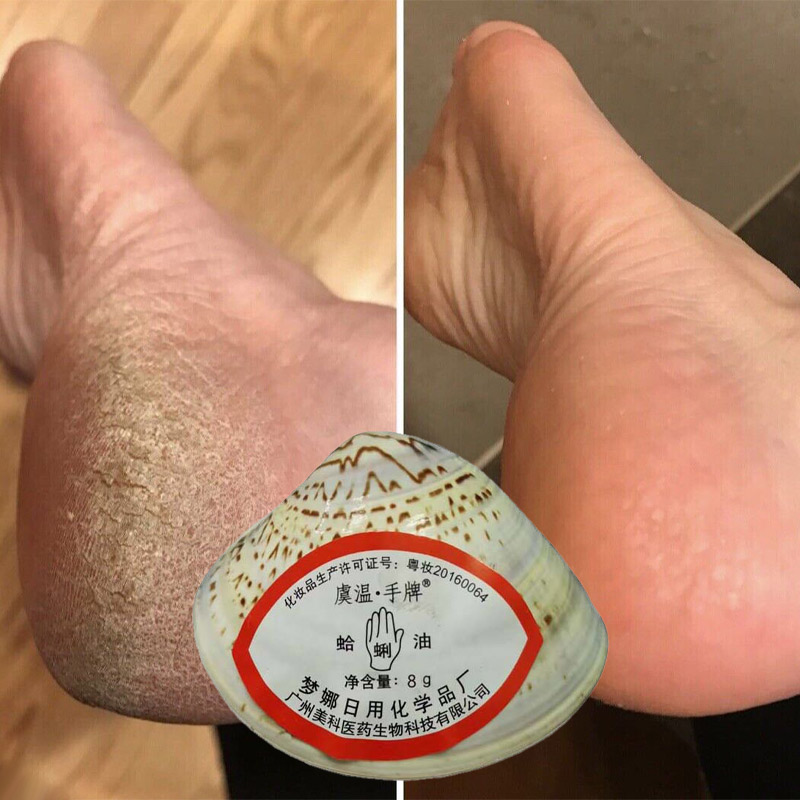 化妆品生产许可证号：粤妆20160064
虞温·手牌®
蛤蜊油
净含量：8g
梦娜日用化学品厂
广州美科医药生物科技有限公司